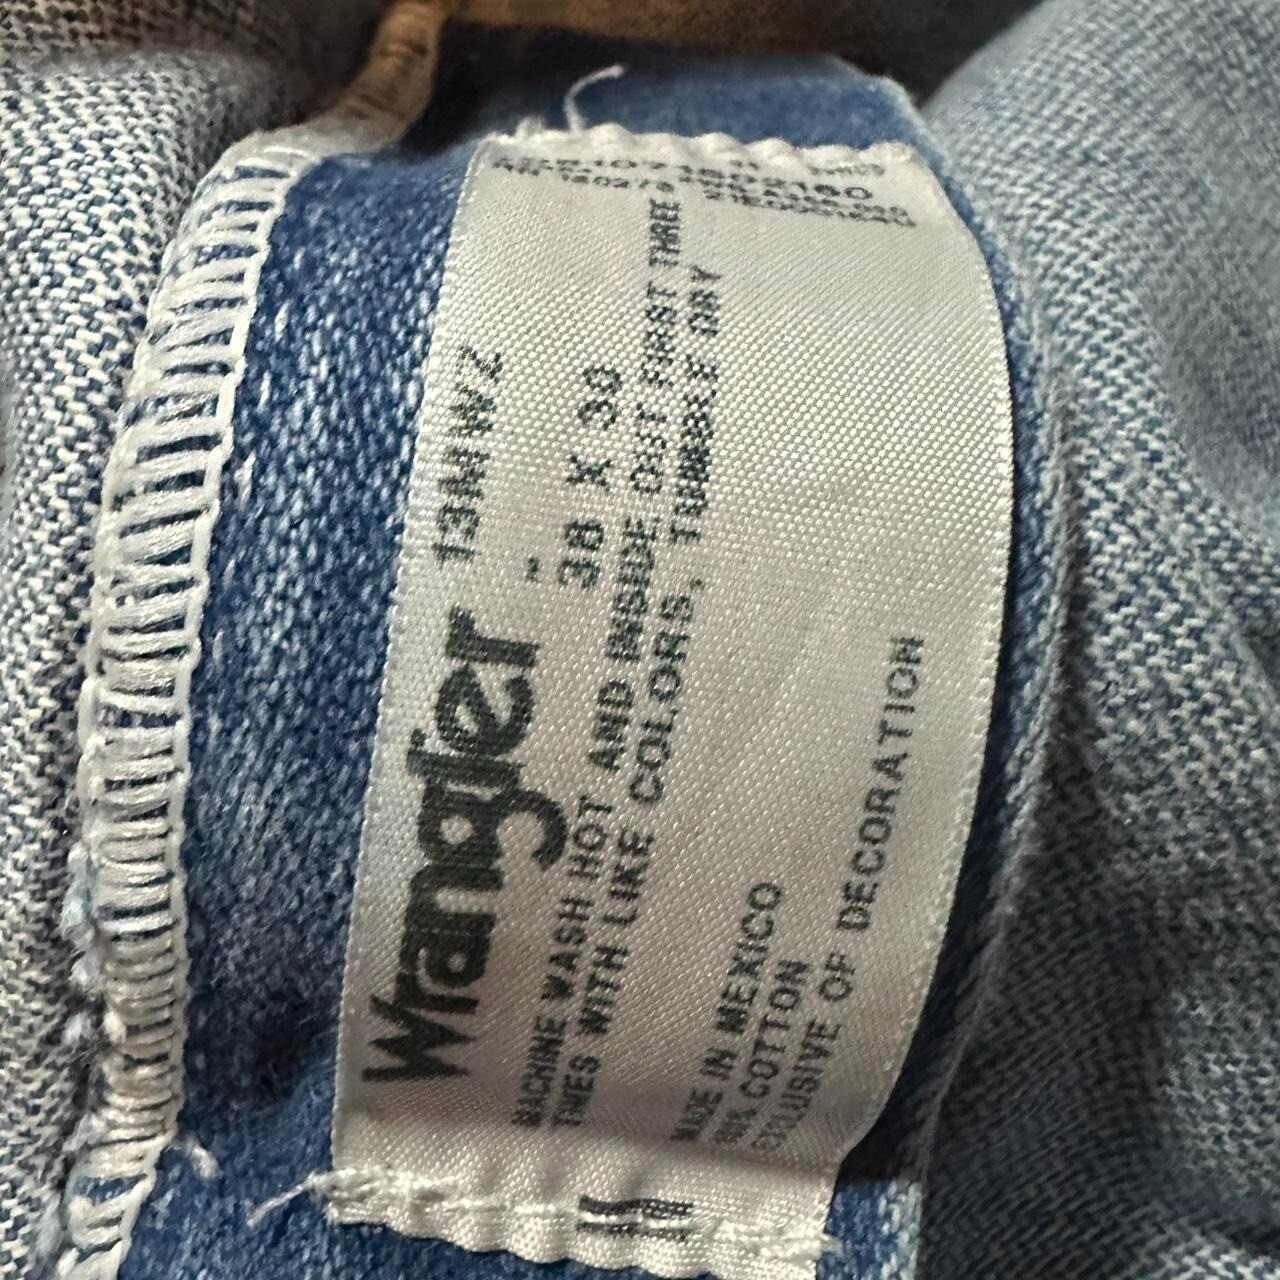 Wrangler 13MWZ
38 X 30
MACHINE WASH HOT AND INSIDE OUT FIRST THREE
TIMES WITH LIKE COLORS, TUMBLE DRY
MADE IN MEXICO
100% COTTON
EXCLUSIVE OF DECORATION